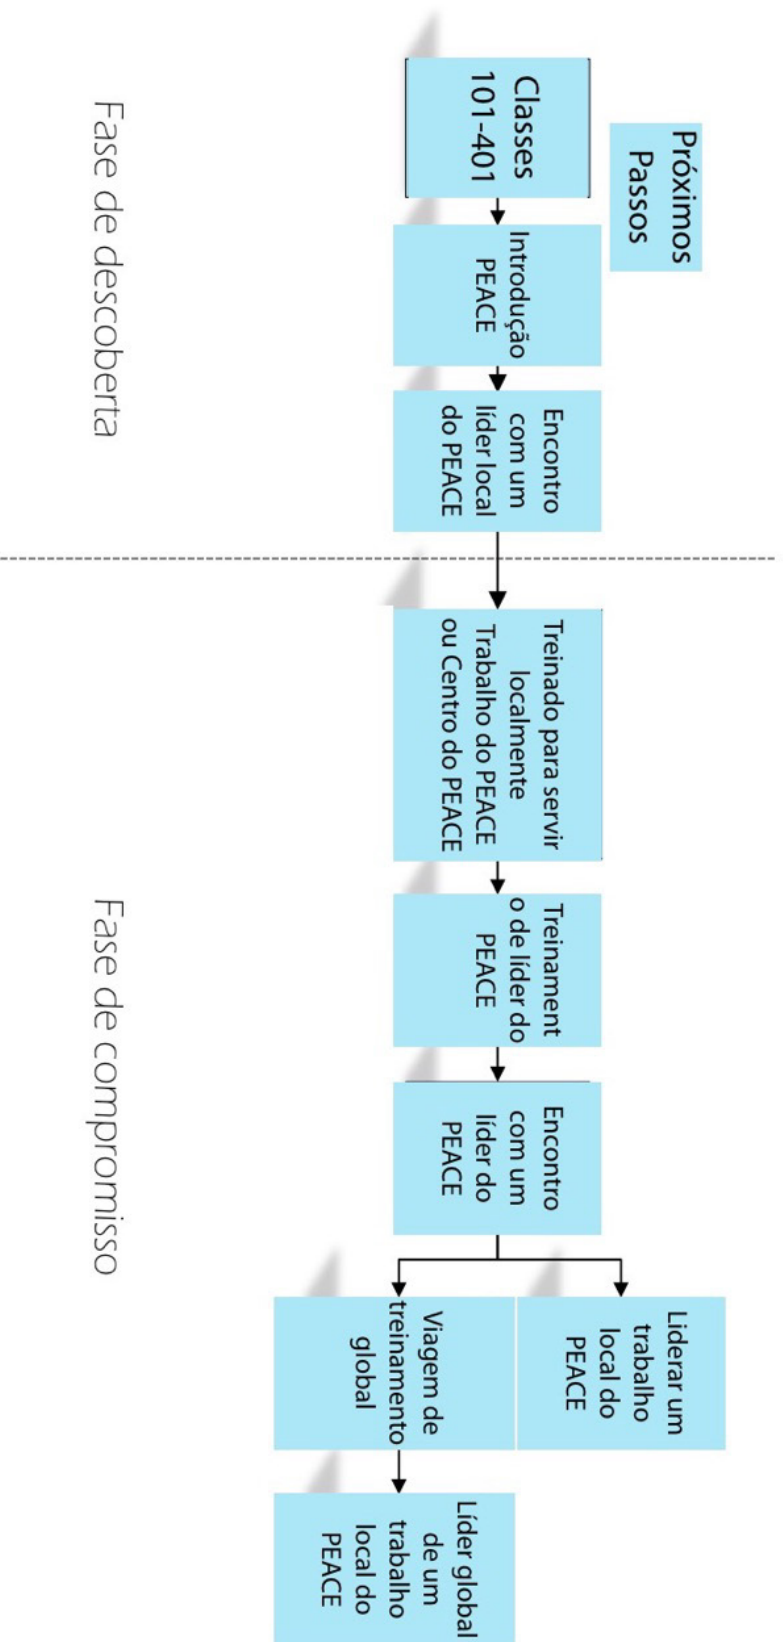 Próximos
Passos
Classes
101-401
Introdução
PEACE
Encontro
com um
líder local
do PEACE
Treinado para servir
localmente
Trabalho do PEACE
ou Centro do PEACE
Treinament
o de líder do
PEACE
Encontro
com um
líder do
PEACE
Liderar um
trabalho
local do
PEACE
Viagem de
treinamento
global
Líder global
de um
trabalho
local do
PEACE
Fase de descoberta
Fase de compromisso